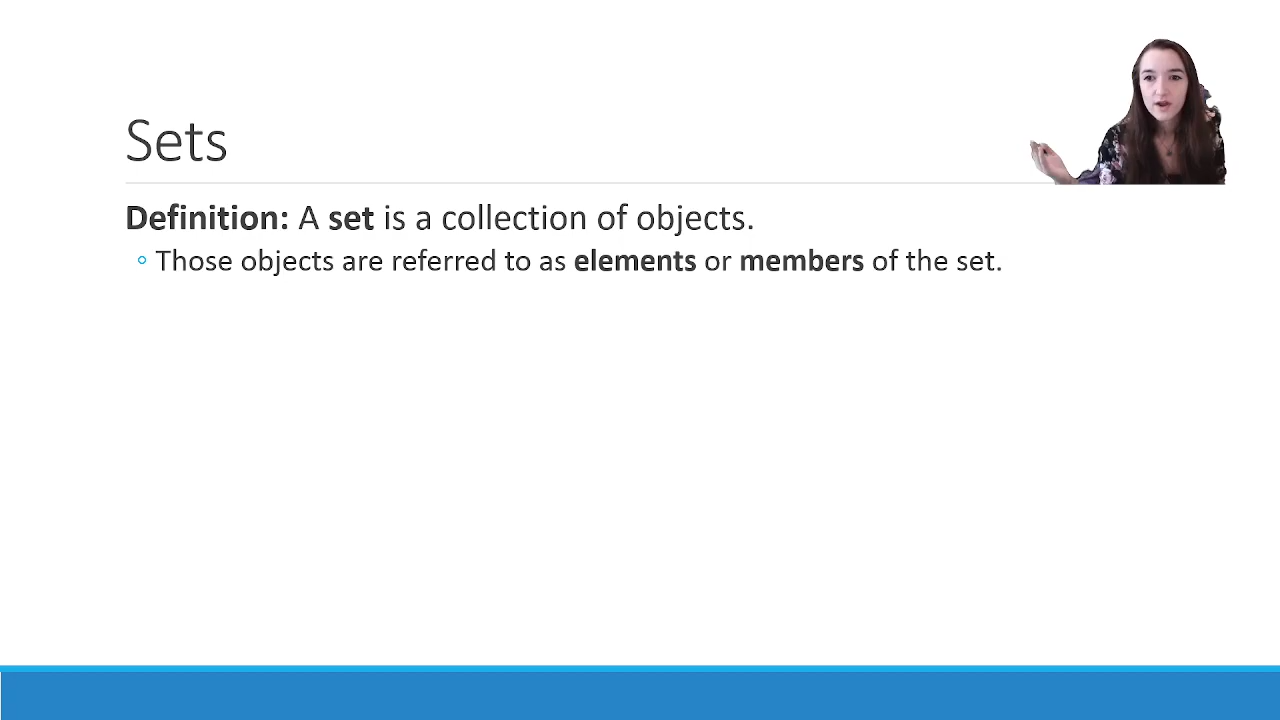 Sets
Definition: A set is a collection of objects.
◦ Those objects are referred to as elements or members of the set.